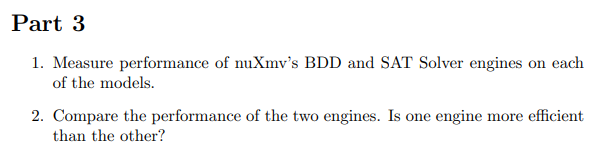 Part 3
1. Measure performance of nuXmv's BDD and SAT Solver engines on each
of the models.
2. Compare the performance of the two engines. Is one engine more efficient
than the other?